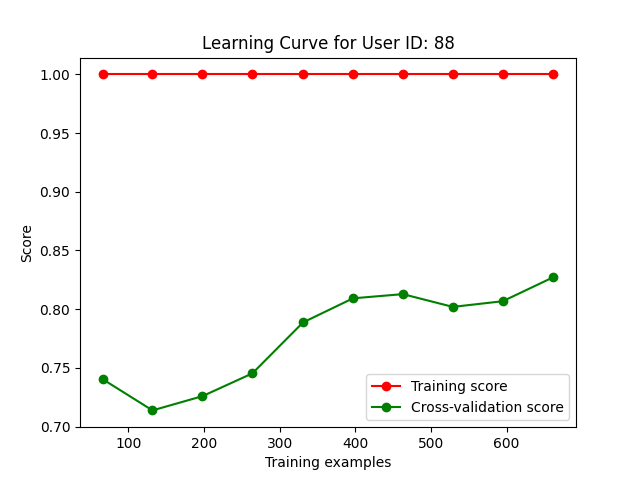 Learning Curve for User ID: 88
1.00
0.95
0.90
0.85
0.80
0.75
0.70
Score
100 200 300 400 500 600
Training examples
Training score
Cross-validation score